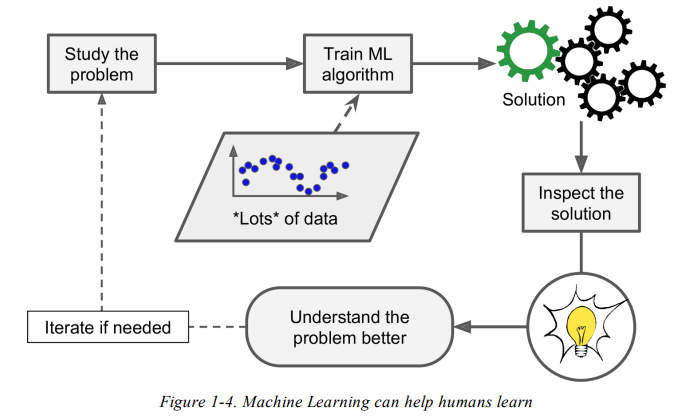 Study the
problem
Train ML
algorithm
Solution
*Lots* of data
Inspect the
solution
Understand the
problem better
Iterate if needed
Figure 1-4. Machine Learning can help humans learn